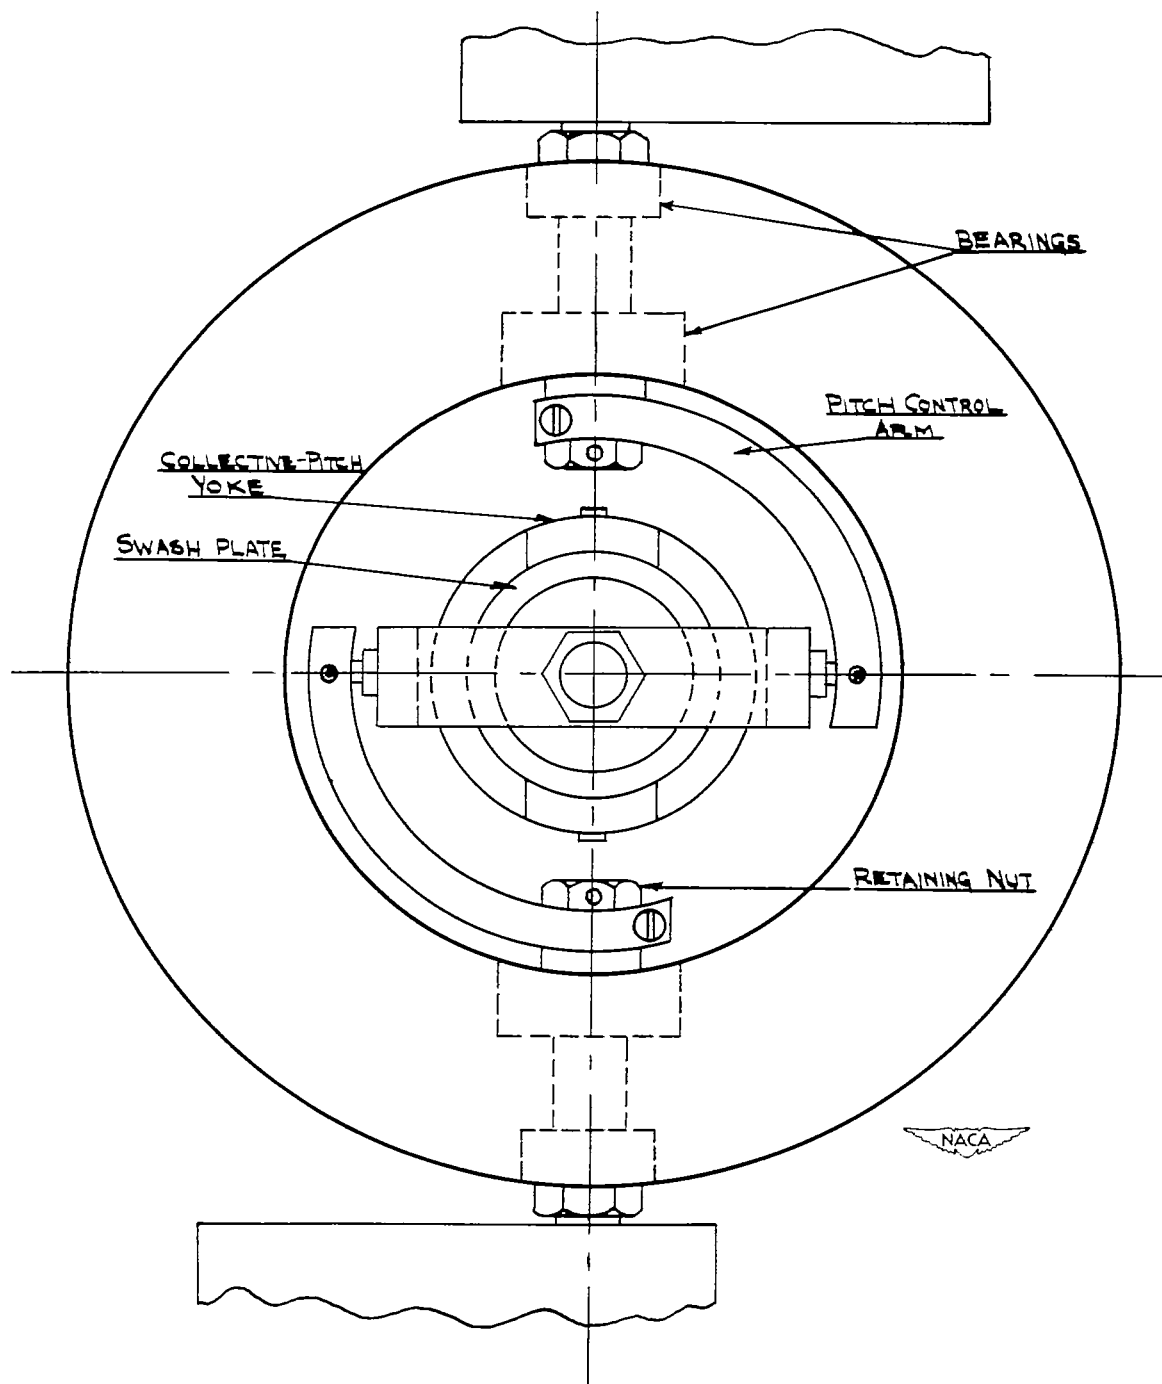 BEARINGS
PITCH CONTROL
ARM
COLLECTIVE-PITCH
YOKE
SWASH PLATE
RETAINING NUT
NACA